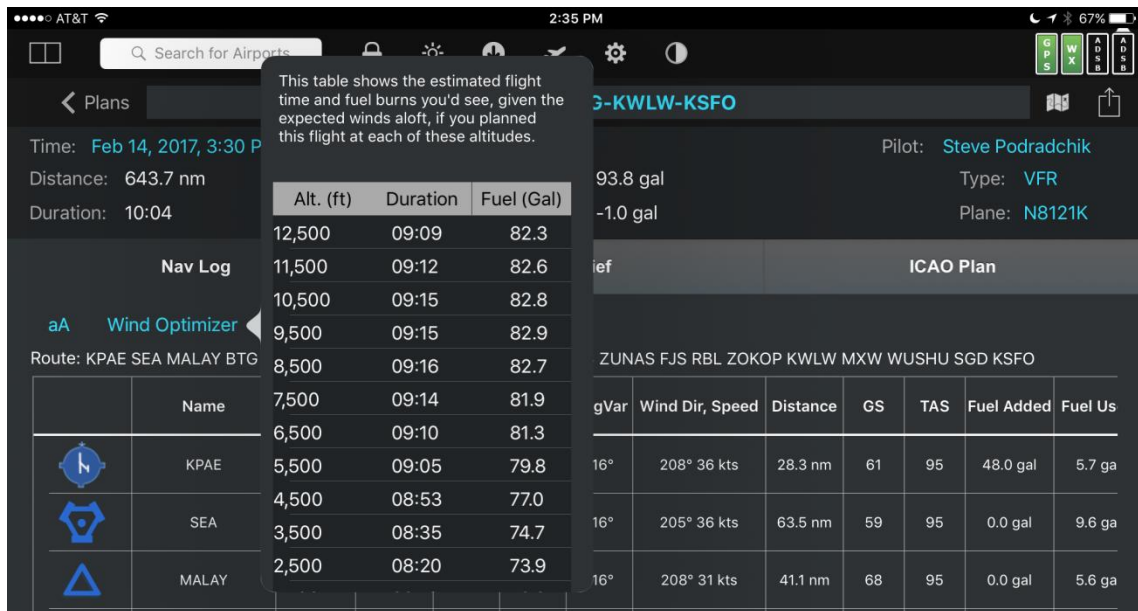 AT&T 2:35 PM 67%
Search for Airports
GPS WX ADSB ADSB
Plans G-KWLW-KSFO
This table shows the estimated flight
time and fuel burns you'd see, given the
expected winds aloft, if you planned
this flight at each of these altitudes.
Time: Feb 14, 2017, 3:30 P Pilot: Steve Podradchik
Distance: 643.7 nm 93.8 gal Type: VFR
Duration: 10:04 -1.0 gal Plane: N8121K
Alt. (ft) Duration Fuel (Gal)
12,500 09:09 82.3
11,500 09:12 82.6
10,500 09:15 82.8
9,500 09:15 82.9
8,500 09:16 82.7
7,500 09:14 81.9
6,500 09:10 81.3
5,500 09:05 79.8
4,500 08:53 77.0
3,500 08:35 74.7
2,500 08:20 73.9
Nav Log ief ICAO Plan
aA Wind Optimizer
Route: KPAE SEA MALAY BTG ZUNAS FJS RBL ZOKOP KWLW MXW WUSHU SGD KSFO
Name gVar Wind Dir, Speed Distance GS TAS Fuel Added Fuel Us
KPAE 16° 208° 36 kts 28.3 nm 61 95 48.0 gal 5.7 ga
SEA 16° 205° 36 kts 63.5 nm 59 95 0.0 gal 9.6 ga
MALAY 16° 208° 31 kts 41.1 nm 68 95 0.0 gal 5.6 ga